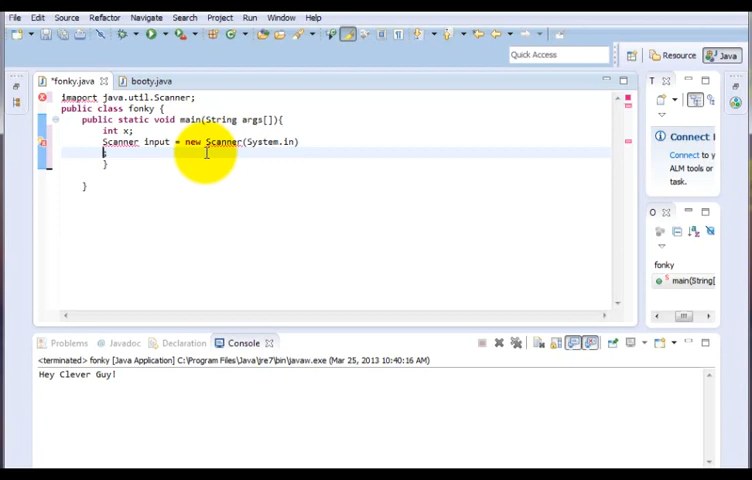 File Edit Source Refactor Navigate Search Project Run Window Help
Quick Access
Resource
Java
*fonky.java
booty.java
T
imaport java.util.Scanner;
public class fonky {
public static void main(String args[]){
int x;
Scanner input = new Scanner(System.in)
;
}
}
Connect
Connect to y
ALM tools or
task.
O
fonky
main(String[
Problems Javadoc Declaration Console
<terminated> fonky [Java Application] C:\Program Files\Java\jre7\bin\javaw.exe (Mar 25, 2013 10:40:16 AM)
Hey Clever Guy!